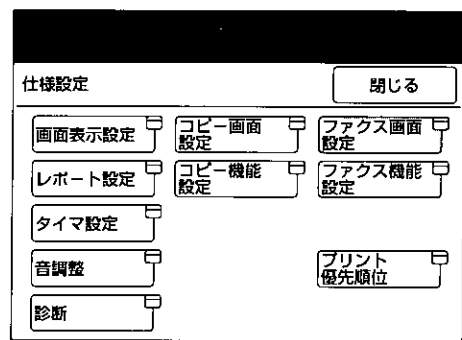 仕様設定
閉じる
画面表示設定
コピー画面
設定
ファクス画面
設定
レポート設定
コピー機能
設定
ファクス機能
設定
タイマ設定
音調整
プリント
優先順位
診断